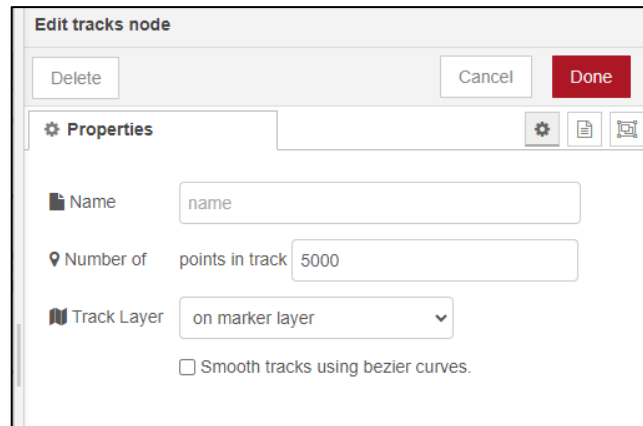 Edit tracks node
Delete Cancel Done
Properties
Name name
Number of points in track 5000
Track Layer on marker layer
Smooth tracks using bezier curves.